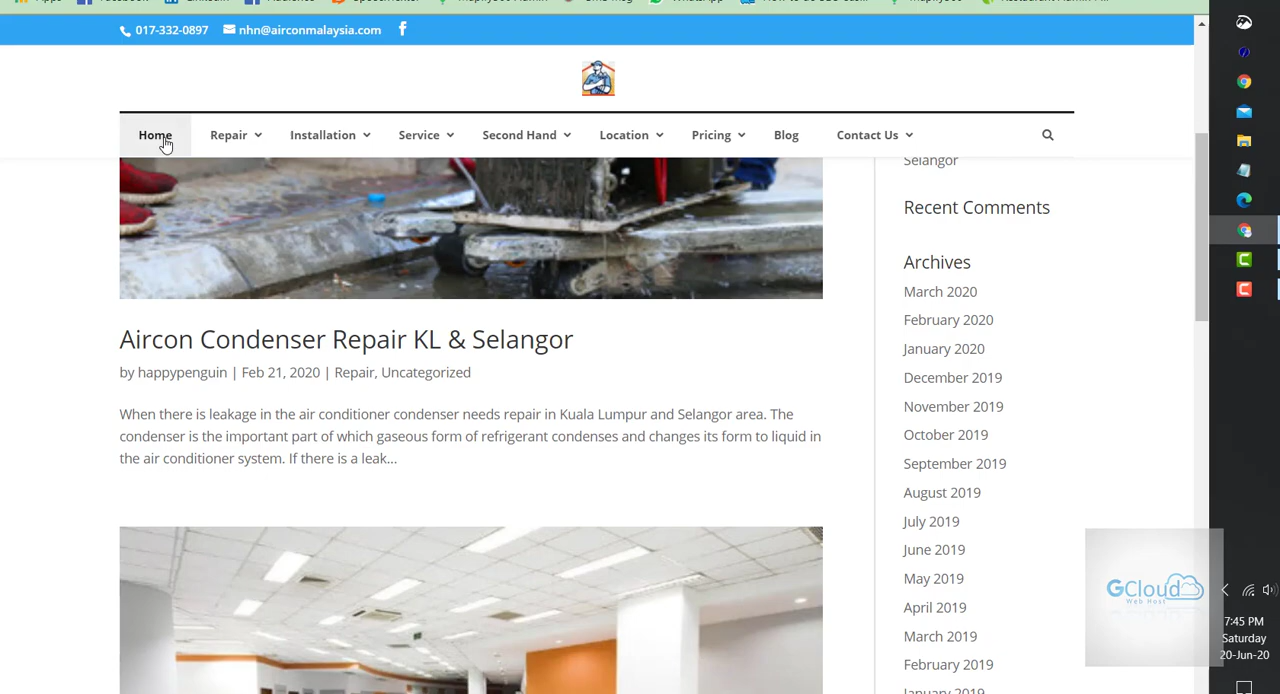 017-332-0897 nhn@airconmalaysia.com
Home Repair Installation Service Second Hand Location Pricing Blog Contact Us
Selangor
Recent Comments
Archives
March 2020
February 2020
January 2020
December 2019
November 2019
October 2019
September 2019
August 2019
July 2019
June 2019
May 2019
April 2019
March 2019
February 2019
January 2019
Aircon Condenser Repair KL & Selangor
by happypenguin | Feb 21, 2020 | Repair, Uncategorized
When there is leakage in the air conditioner condenser needs repair in Kuala Lumpur and Selangor area. The
condenser is the important part of which gaseous form of refrigerant condenses and changes its form to liquid in
the air conditioner system. If there is a leak...
GCloud
Web Host
7:45 PM
Saturday
20-Jun-20